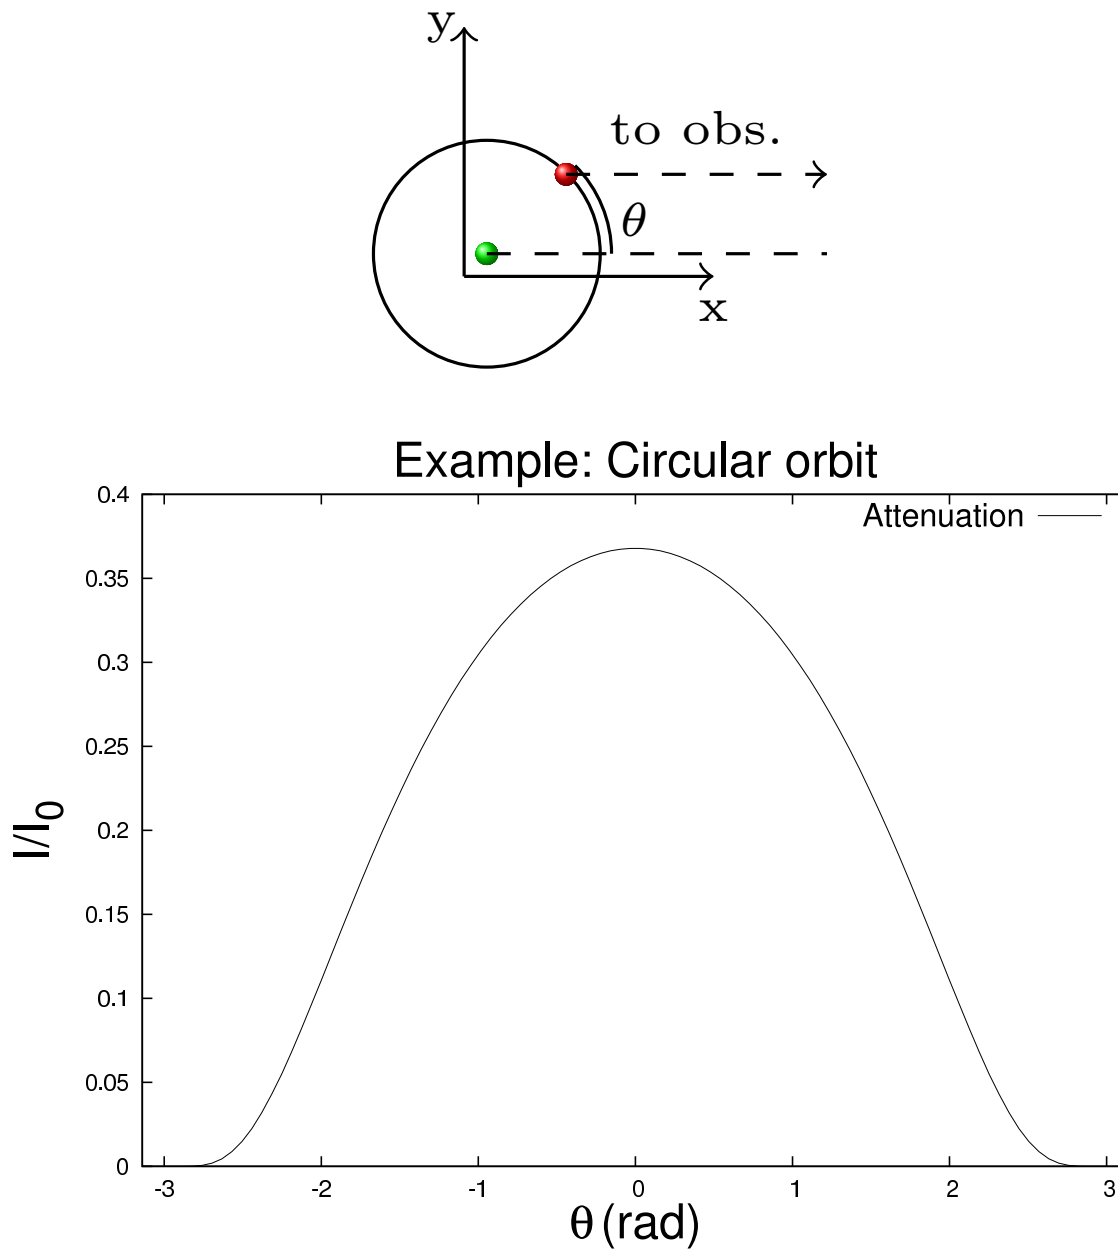 y
to obs.
θ
x
Example: Circular orbit
Attenuation
0.4
0.35
0.3
0.25
0.2
0.15
0.1
0.05
0
I/I0
-3 -2 -1 0 1 2 3
θ (rad)